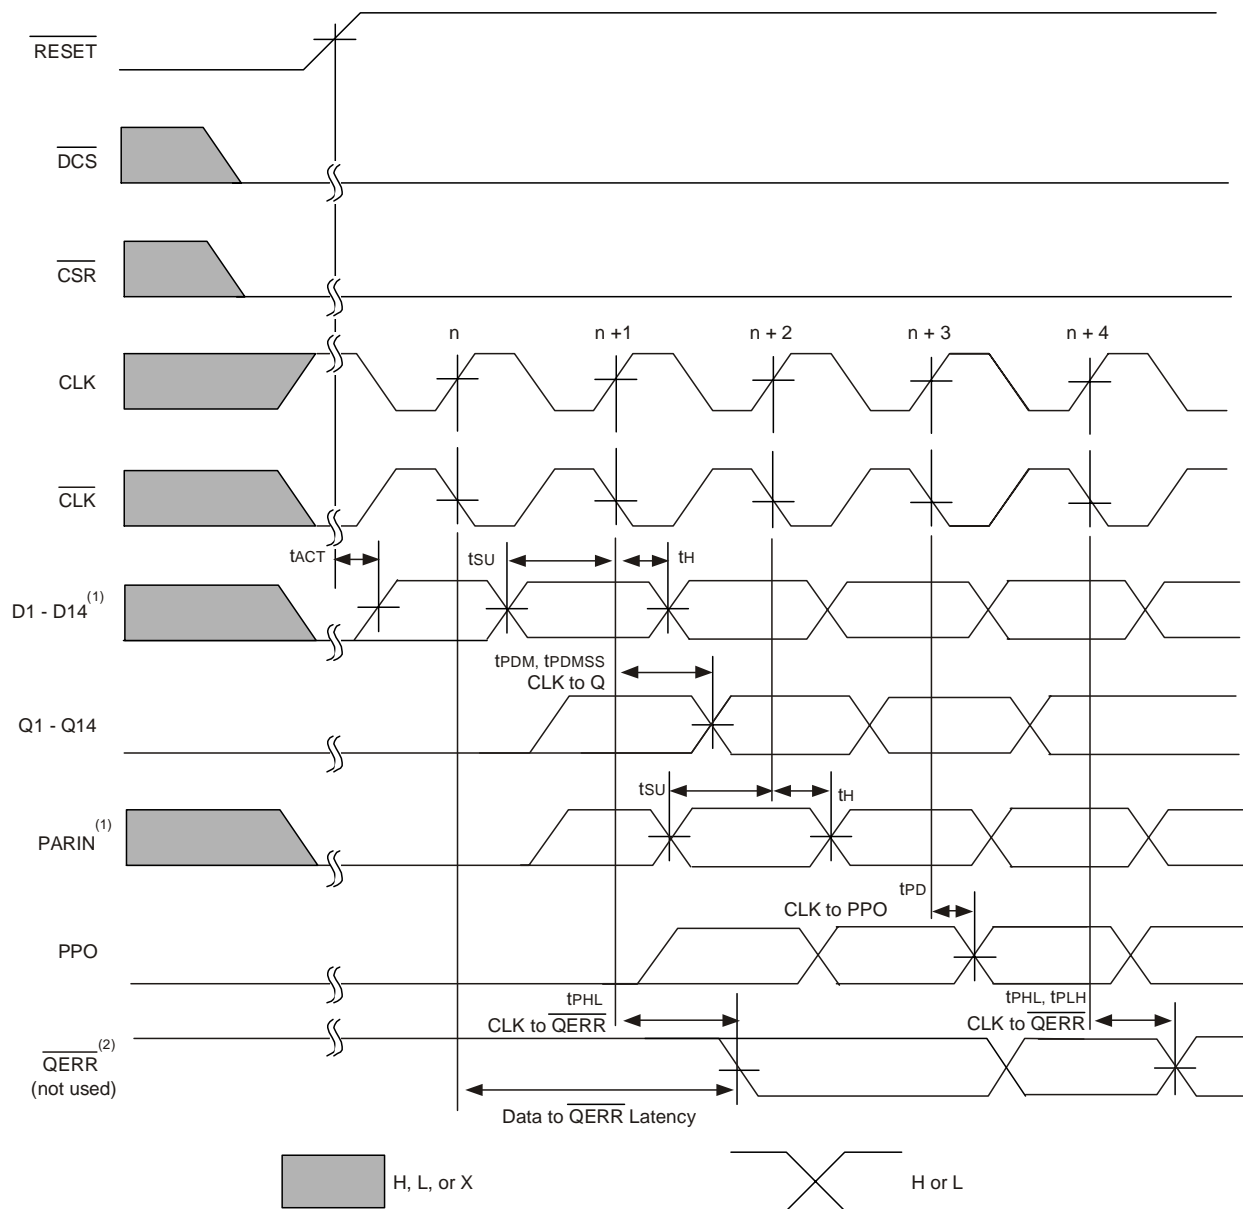 RESET
DCS
CSR
n
n +1
n + 2
n + 3
n + 4
CLK
CLK
tACT
tSU
tH
D1 - D14(1)
tPDM, tPDMSS
CLK to Q
Q1 - Q14
tSU
tH
PARIN(1)
tPD
CLK to PPO
PPO
tPHL
CLK to QERR
tPHL, tPLH
CLK to QERR
QERR(2)
(not used)
Data to QERR Latency
H, L, or X
H or L